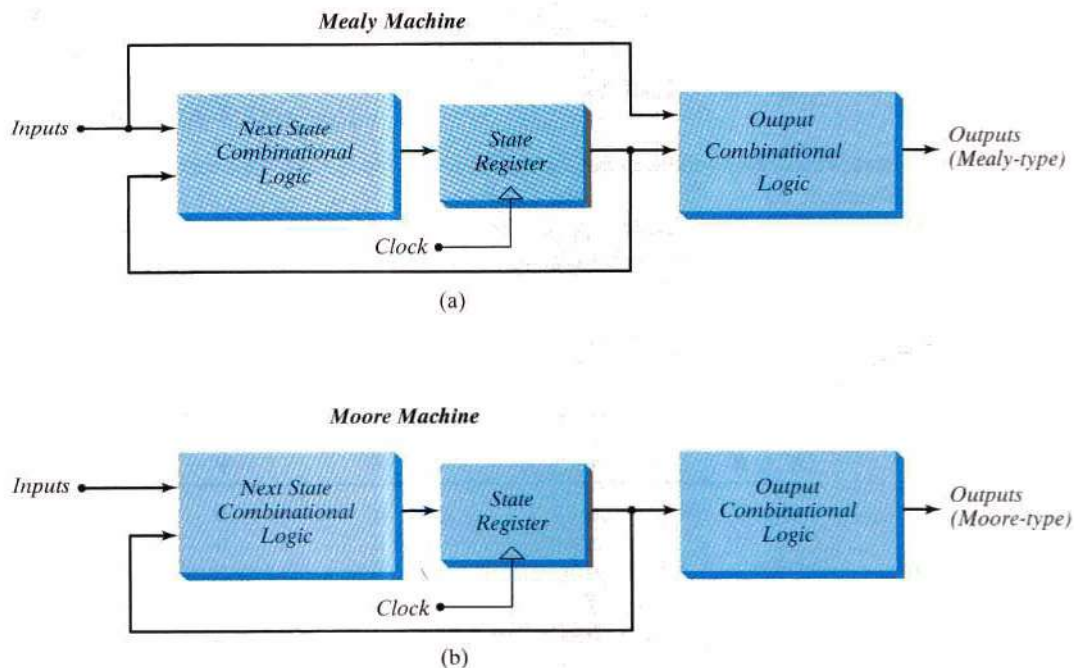 Mealy Machine
Inputs
Next State
Combinational
Logic
State
Register
Clock
Output
Combinational
Logic
Outputs
(Mealy-type)
(a)
Moore Machine
Inputs
Next State
Combinational
Logic
State
Register
Clock
Output
Combinational
Logic
Outputs
(Moore-type)
(b)